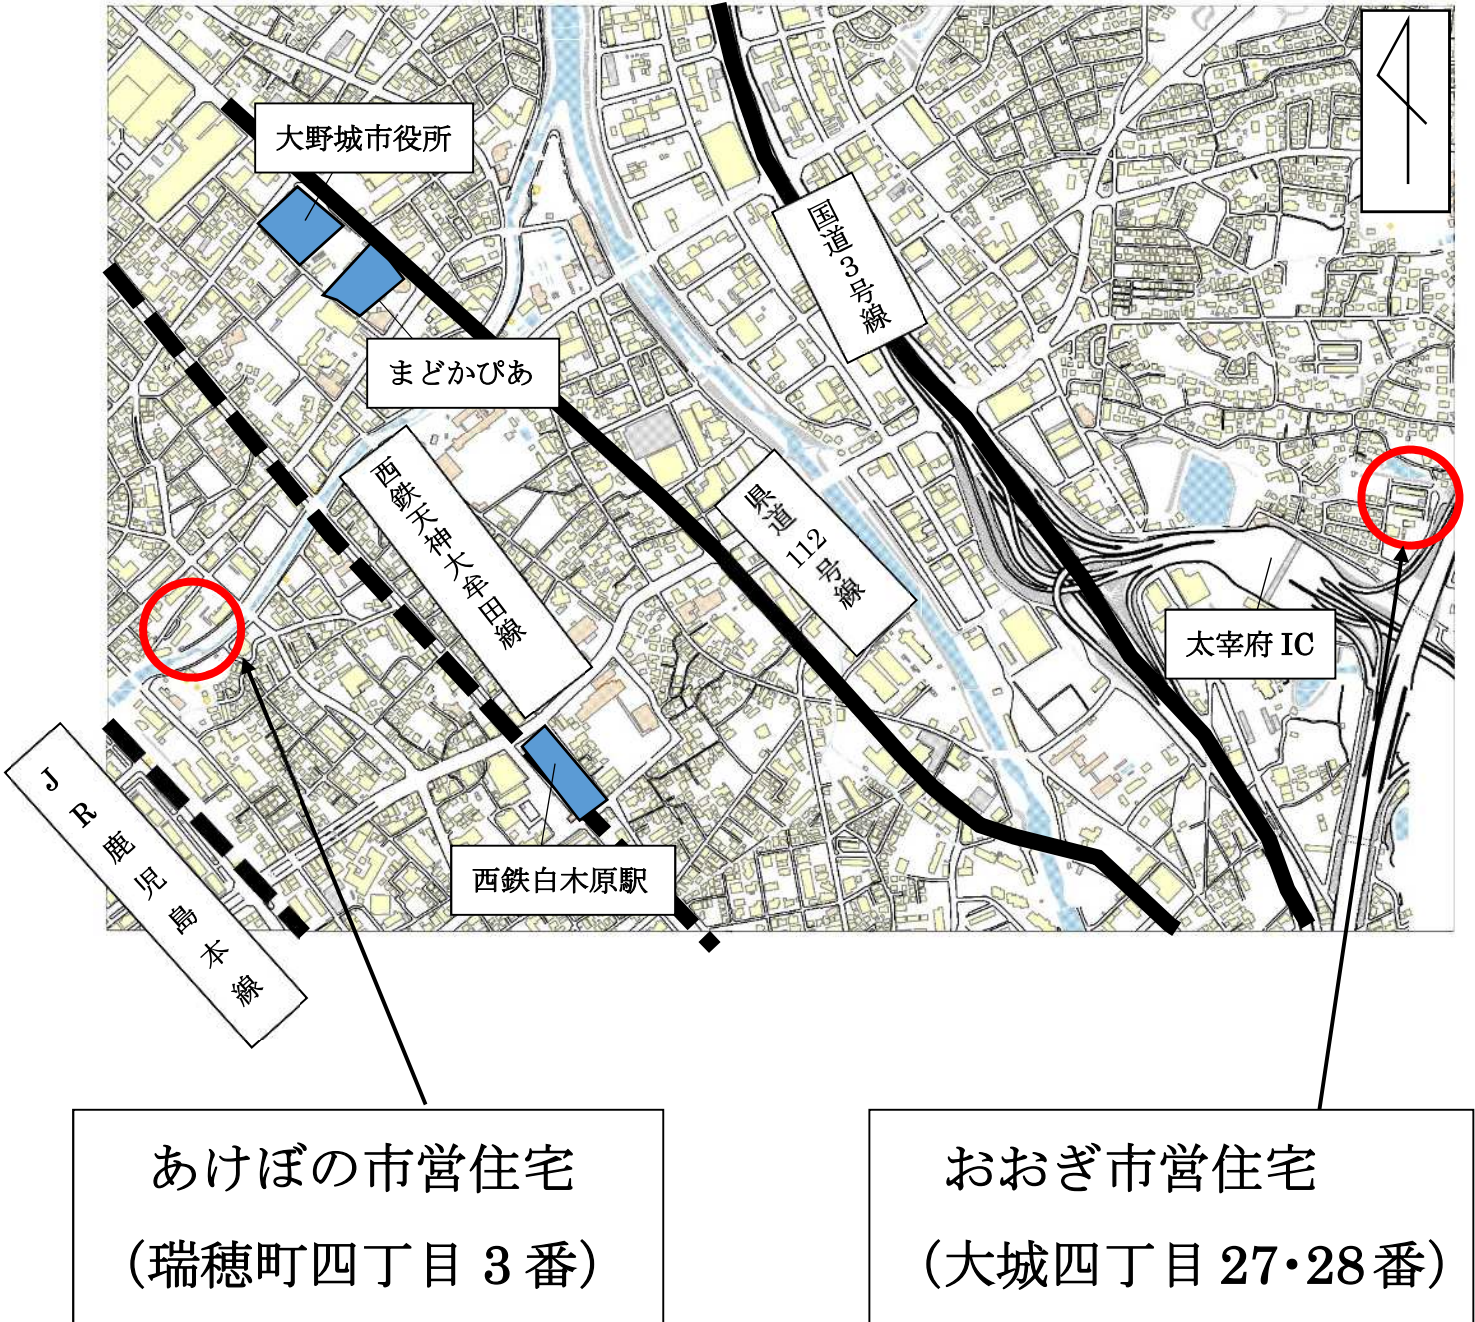 大野城市役所
国道3号線
まどかぴあ
西鉄天神大牟田線
県道112号線
太宰府IC
JR鹿児島本線
西鉄白木原駅
あけぼの市営住宅
（瑞穂町四丁目 3 番）
おおぎ市営住宅
（大城四丁目 27・28 番）